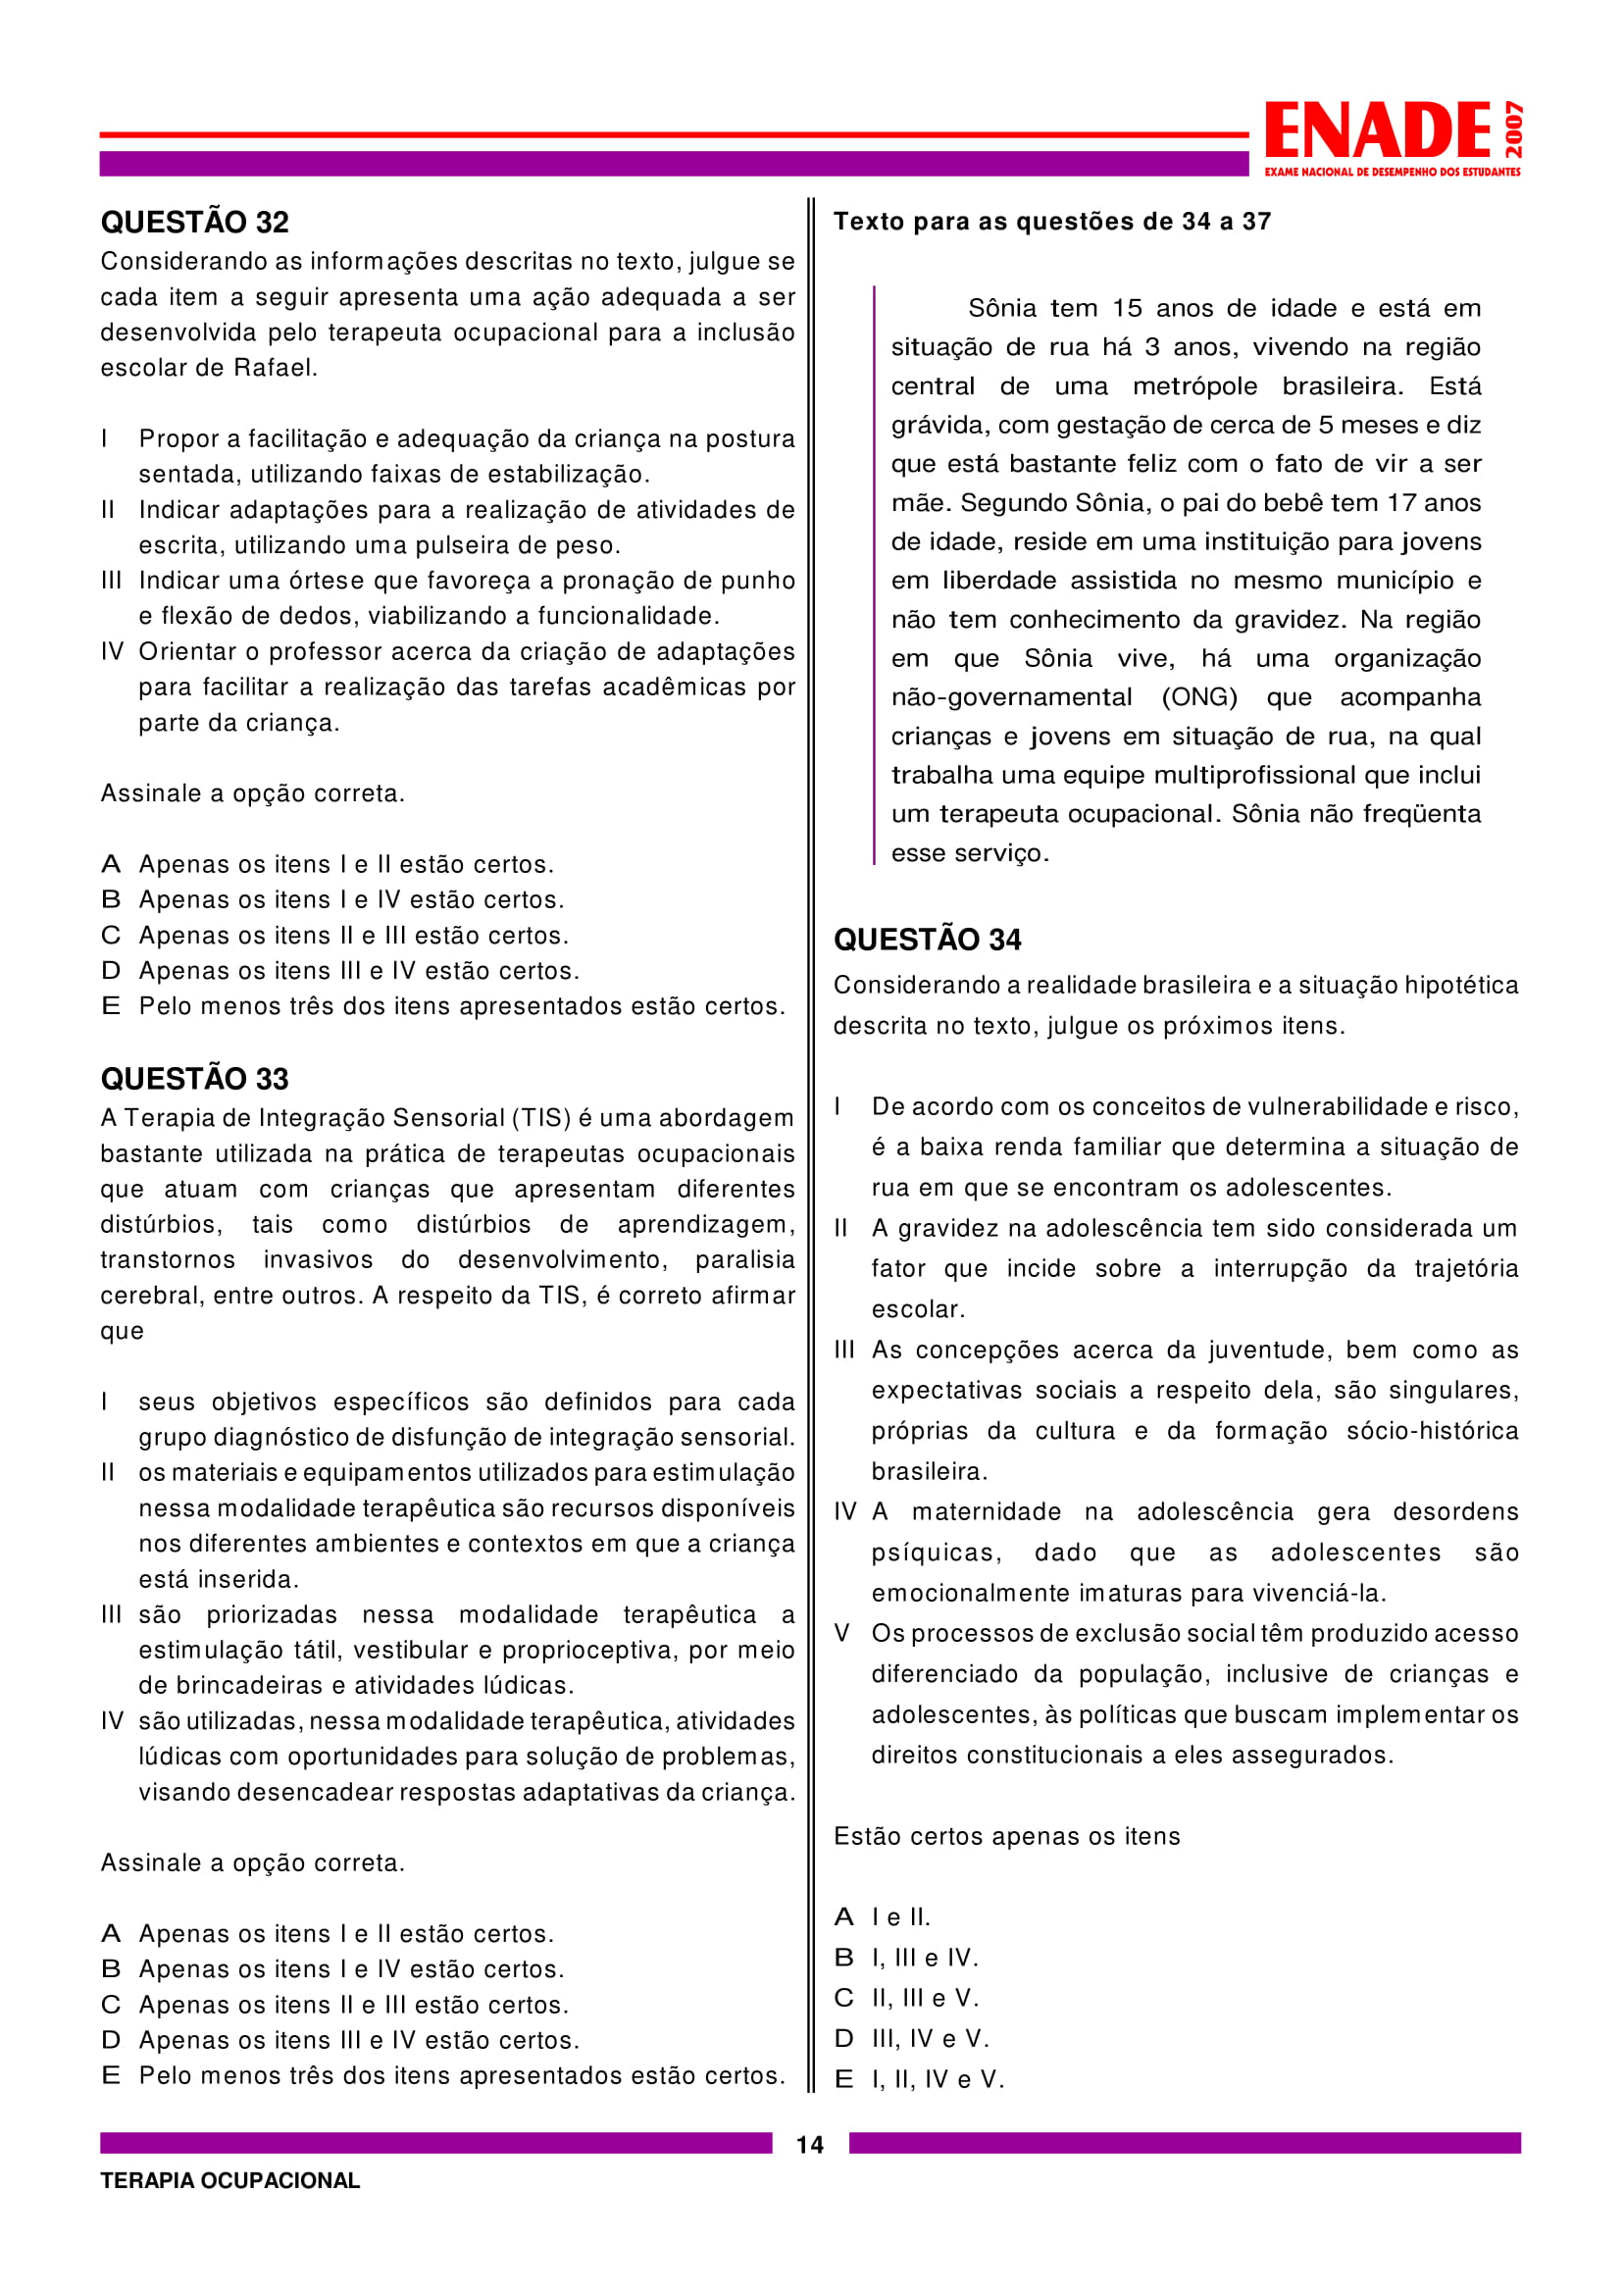 ENADE
2007
EXAME NACIONAL DE DESEMPENHO DOS ESTUDANTES
QUESTÃO 32
Considerando as informações descritas no texto, julgue se
cada item a seguir apresenta uma ação adequada a ser
desenvolvida pelo terapeuta ocupacional para a inclusão
escolar de Rafael.
I Propor a facilitação e adequação da criança na postura
sentada, utilizando faixas de estabilização.
II Indicar adaptações para a realização de atividades de
escrita, utilizando uma pulseira de peso.
III Indicar uma órtese que favoreça a pronação de punho
e flexão de dedos, viabilizando a funcionalidade.
IV Orientar o professor acerca da criação de adaptações
para facilitar a realização das tarefas acadêmicas por
parte da criança.
Assinale a opção correta.
A Apenas os itens I e II estão certos.
B Apenas os itens I e IV estão certos.
C Apenas os itens II e III estão certos.
D Apenas os itens III e IV estão certos.
E Pelo menos três dos itens apresentados estão certos.
QUESTÃO 33
A Terapia de Integração Sensorial (TIS) é uma abordagem
bastante utilizada na prática de terapeutas ocupacionais
que atuam com crianças que apresentam diferentes
distúrbios, tais como distúrbios de aprendizagem,
transtornos invasivos do desenvolvimento, paralisia
cerebral, entre outros. A respeito da TIS, é correto afirmar
que
I seus objetivos específicos são definidos para cada
grupo diagnóstico de disfunção de integração sensorial.
II os materiais e equipamentos utilizados para estimulação
nessa modalidade terapêutica são recursos disponíveis
nos diferentes ambientes e contextos em que a criança
está inserida.
III são priorizadas nessa modalidade terapêutica a
estimulação tátil, vestibular e proprioceptiva, por meio
de brincadeiras e atividades lúdicas.
IV são utilizadas, nessa modalidade terapêutica, atividades
lúdicas com oportunidades para solução de problemas,
visando desencadear respostas adaptativas da criança.
Assinale a opção correta.
A Apenas os itens I e II estão certos.
B Apenas os itens I e IV estão certos.
C Apenas os itens II e III estão certos.
D Apenas os itens III e IV estão certos.
E Pelo menos três dos itens apresentados estão certos.
Texto para as questões de 34 a 37
Sônia tem 15 anos de idade e está em
situação de rua há 3 anos, vivendo na região
central de uma metrópole brasileira. Está
grávida, com gestação de cerca de 5 meses e diz
que está bastante feliz com o fato de vir a ser
mãe. Segundo Sônia, o pai do bebê tem 17 anos
de idade, reside em uma instituição para jovens
em liberdade assistida no mesmo município e
não tem conhecimento da gravidez. Na região
em que Sônia vive, há uma organização
não-governamental (ONG) que acompanha
crianças e jovens em situação de rua, na qual
trabalha uma equipe multiprofissional que inclui
um terapeuta ocupacional. Sônia não freqüenta
esse serviço.
QUESTÃO 34
Considerando a realidade brasileira e a situação hipotética
descrita no texto, julgue os próximos itens.
I De acordo com os conceitos de vulnerabilidade e risco,
é a baixa renda familiar que determina a situação de
rua em que se encontram os adolescentes.
II A gravidez na adolescência tem sido considerada um
fator que incide sobre a interrupção da trajetória
escolar.
III As concepções acerca da juventude, bem como as
expectativas sociais a respeito dela, são singulares,
próprias da cultura e da formação sócio-histórica
brasileira.
IV A maternidade na adolescência gera desordens
psíquicas, dado que as adolescentes são
emocionalmente imaturas para vivenciá-la.
V Os processos de exclusão social têm produzido acesso
diferenciado da população, inclusive de crianças e
adolescentes, às políticas que buscam implementar os
direitos constitucionais a eles assegurados.
Estão certos apenas os itens
A I e II.
B I, III e IV.
C II, III e V.
D III, IV e V.
E I, II, IV e V.
14
TERAPIA OCUPACIONAL